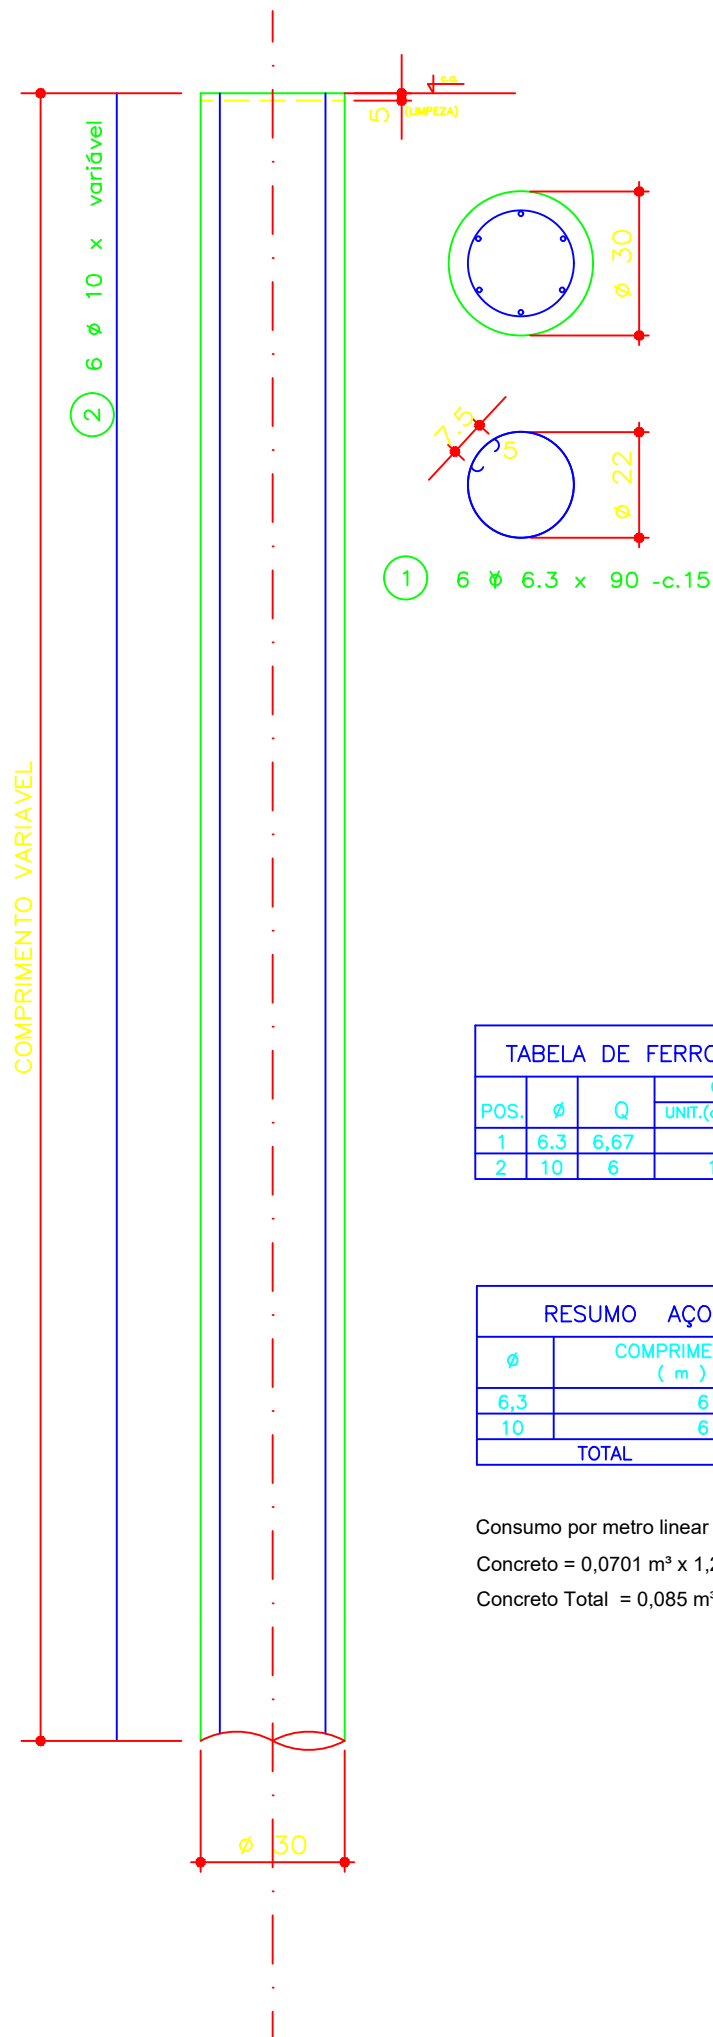 c.a.
5
(LIMPEZA)
2 6 ø 10 x variável
ø 30
7.5
5
ø 22
1 6 ø 6.3 x 90 -c.15
COMPRIMENTO VARIAVEL
TABELA DE FERRO
POS. ø Q UNIT.(
1 6.3 6,67
2 10 6 1
RESUMO AÇO
ø COMPRIME
( m )
6,3 6
10 6
TOTAL
Consumo por metro linear
Concreto = 0,0701 m³ x 1,2
Concreto Total = 0,085 m³
ø 30